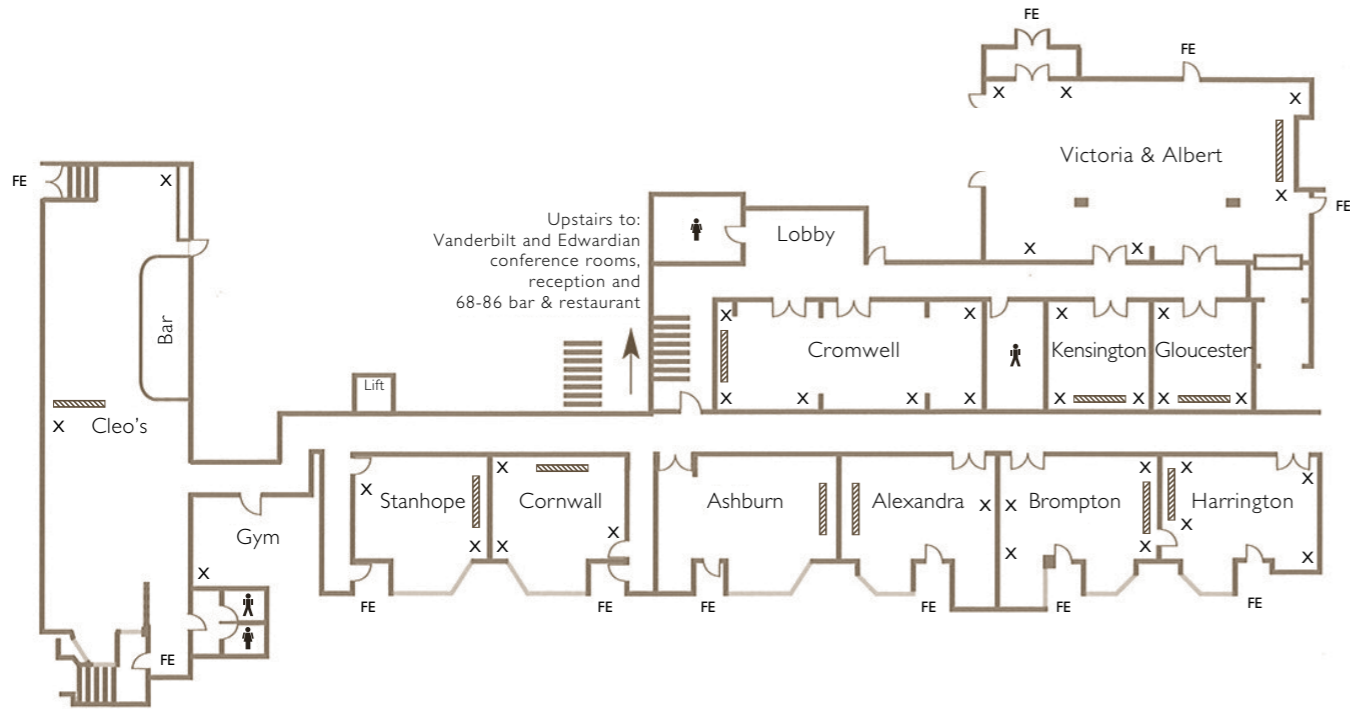 FE
FE
X X X
Victoria & Albert
FE
X
X
FE
Upstairs to:
Vanderbilt and Edwardian
conference rooms,
reception and
68-86 bar & restaurant
Lobby
X X
Bar
X X X X
Cromwell
Kensington
Gloucester
Lift
X X X X X X X
X
Cleo's
X X X X
Stanhope
Cornwall
Ashburn
Alexandra
Brompton
Harrington
X X X X
X X
Gym
X X X X X X
X
FE FE FE FE FE FE
FE